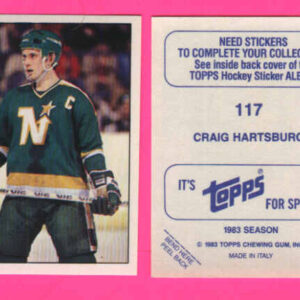 N
C
NEED STICKERS
TO COMPLETE YOUR COLLEC
See inside back cover of
TOPPS Hockey Sticker ALB
117
CRAIG HARTSBURG
IT'S topps FOR SP
1983 SEASON
© 1983 TOPPS CHEWING GUM, IN
MADE IN ITALY
BEND HERE
PEEL BACK